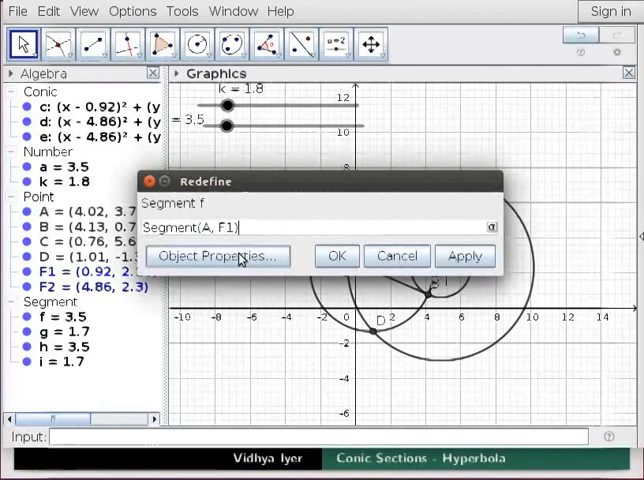 File Edit View Options Tools Window Help Sign in
Algebra
Graphics
Conic
c: (x - 0.92)² + (y
d: (x - 4.86)² + (y
e: (x - 4.86)² + (y
Number
a = 3.5
k = 1.8
Point
A = (4.02, 3.7
B = (4.13, 0.7
C = (0.76, 5.6
D = (1.01, -1.3
F1 = (0.92, 2.
F2 = (4.86, 2.3)
Segment
f = 3.5
g = 1.7
h = 3.5
i = 1.7
k = 1.8
= 3.5
12
10
8
Redefine
Segment f
Segment(A, F1)
α
Object Properties...
OK
Cancel
Apply
D
-10 -8 -6 -4 -2 0 2 4 6 8 10 12 14
-2
-4
-6
Input:
Vidhya Iyer Conic Sections - Hyperbola